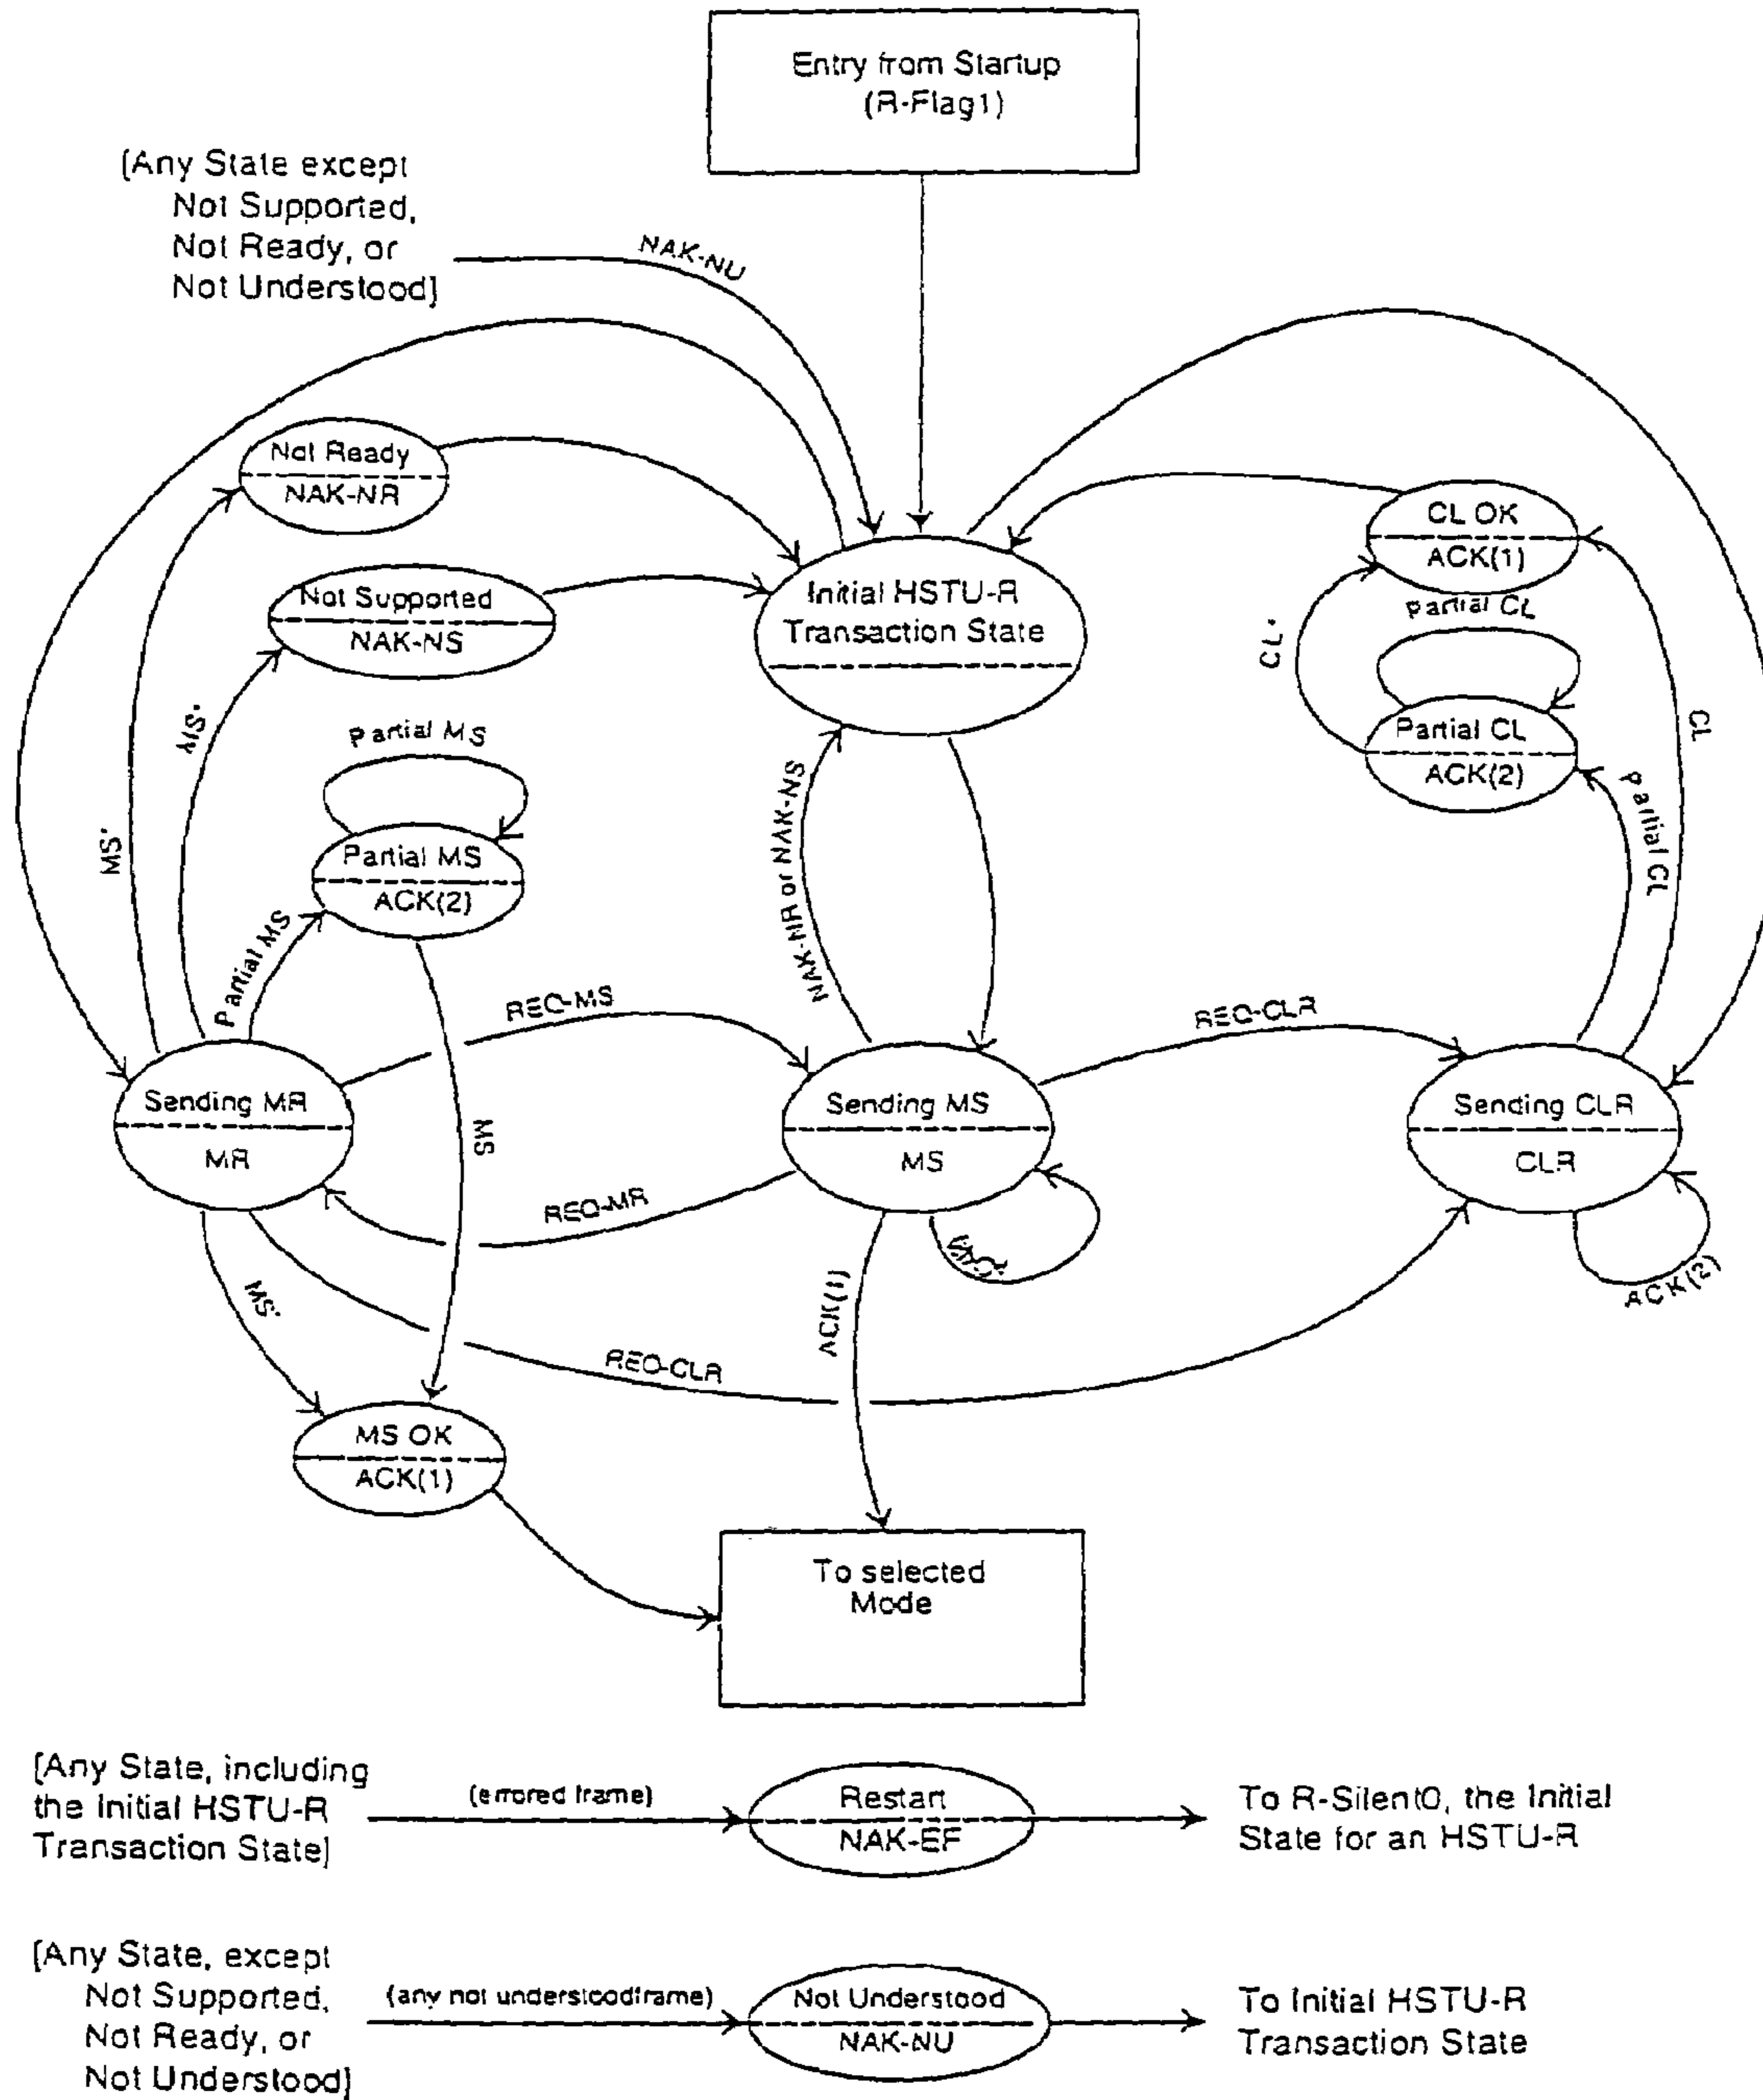 Entry from Startup
(R-Flag1)
[Any State except
Not Supported,
Not Ready, or
Not Understood]
NAK-NU
Not Ready
NAK-NR
Not Supported
NAK-NS
Initial HSTU-R
Transaction State
CL OK
ACK(1)
Partial CL
CL*
Partial CL
ACK(2)
CL
Partial CL
MS*
MS*
Partial MS
Partial MS
ACK(2)
Partial MS
NAK-NR or NAK-NS
REQ-MS
REQ-CLR
Sending MR
MR
MS
Sending MS
MS
Sending CLR
CLR
REQ-MR
MS*
ACK(1)
ACK(2)
REQ-CLR
MS OK
ACK(1)
To selected
Mode
[Any State, including
the Initial HSTU-R
Transaction State]
(errored frame)
Restart
NAK-EF
To R-Silent0, the Initial
State for an HSTU-R
[Any State, except
Not Supported,
Not Ready, or
Not Understood]
(any not understoodframe)
Not Understood
NAK-NU
To Initial HSTU-R
Transaction State